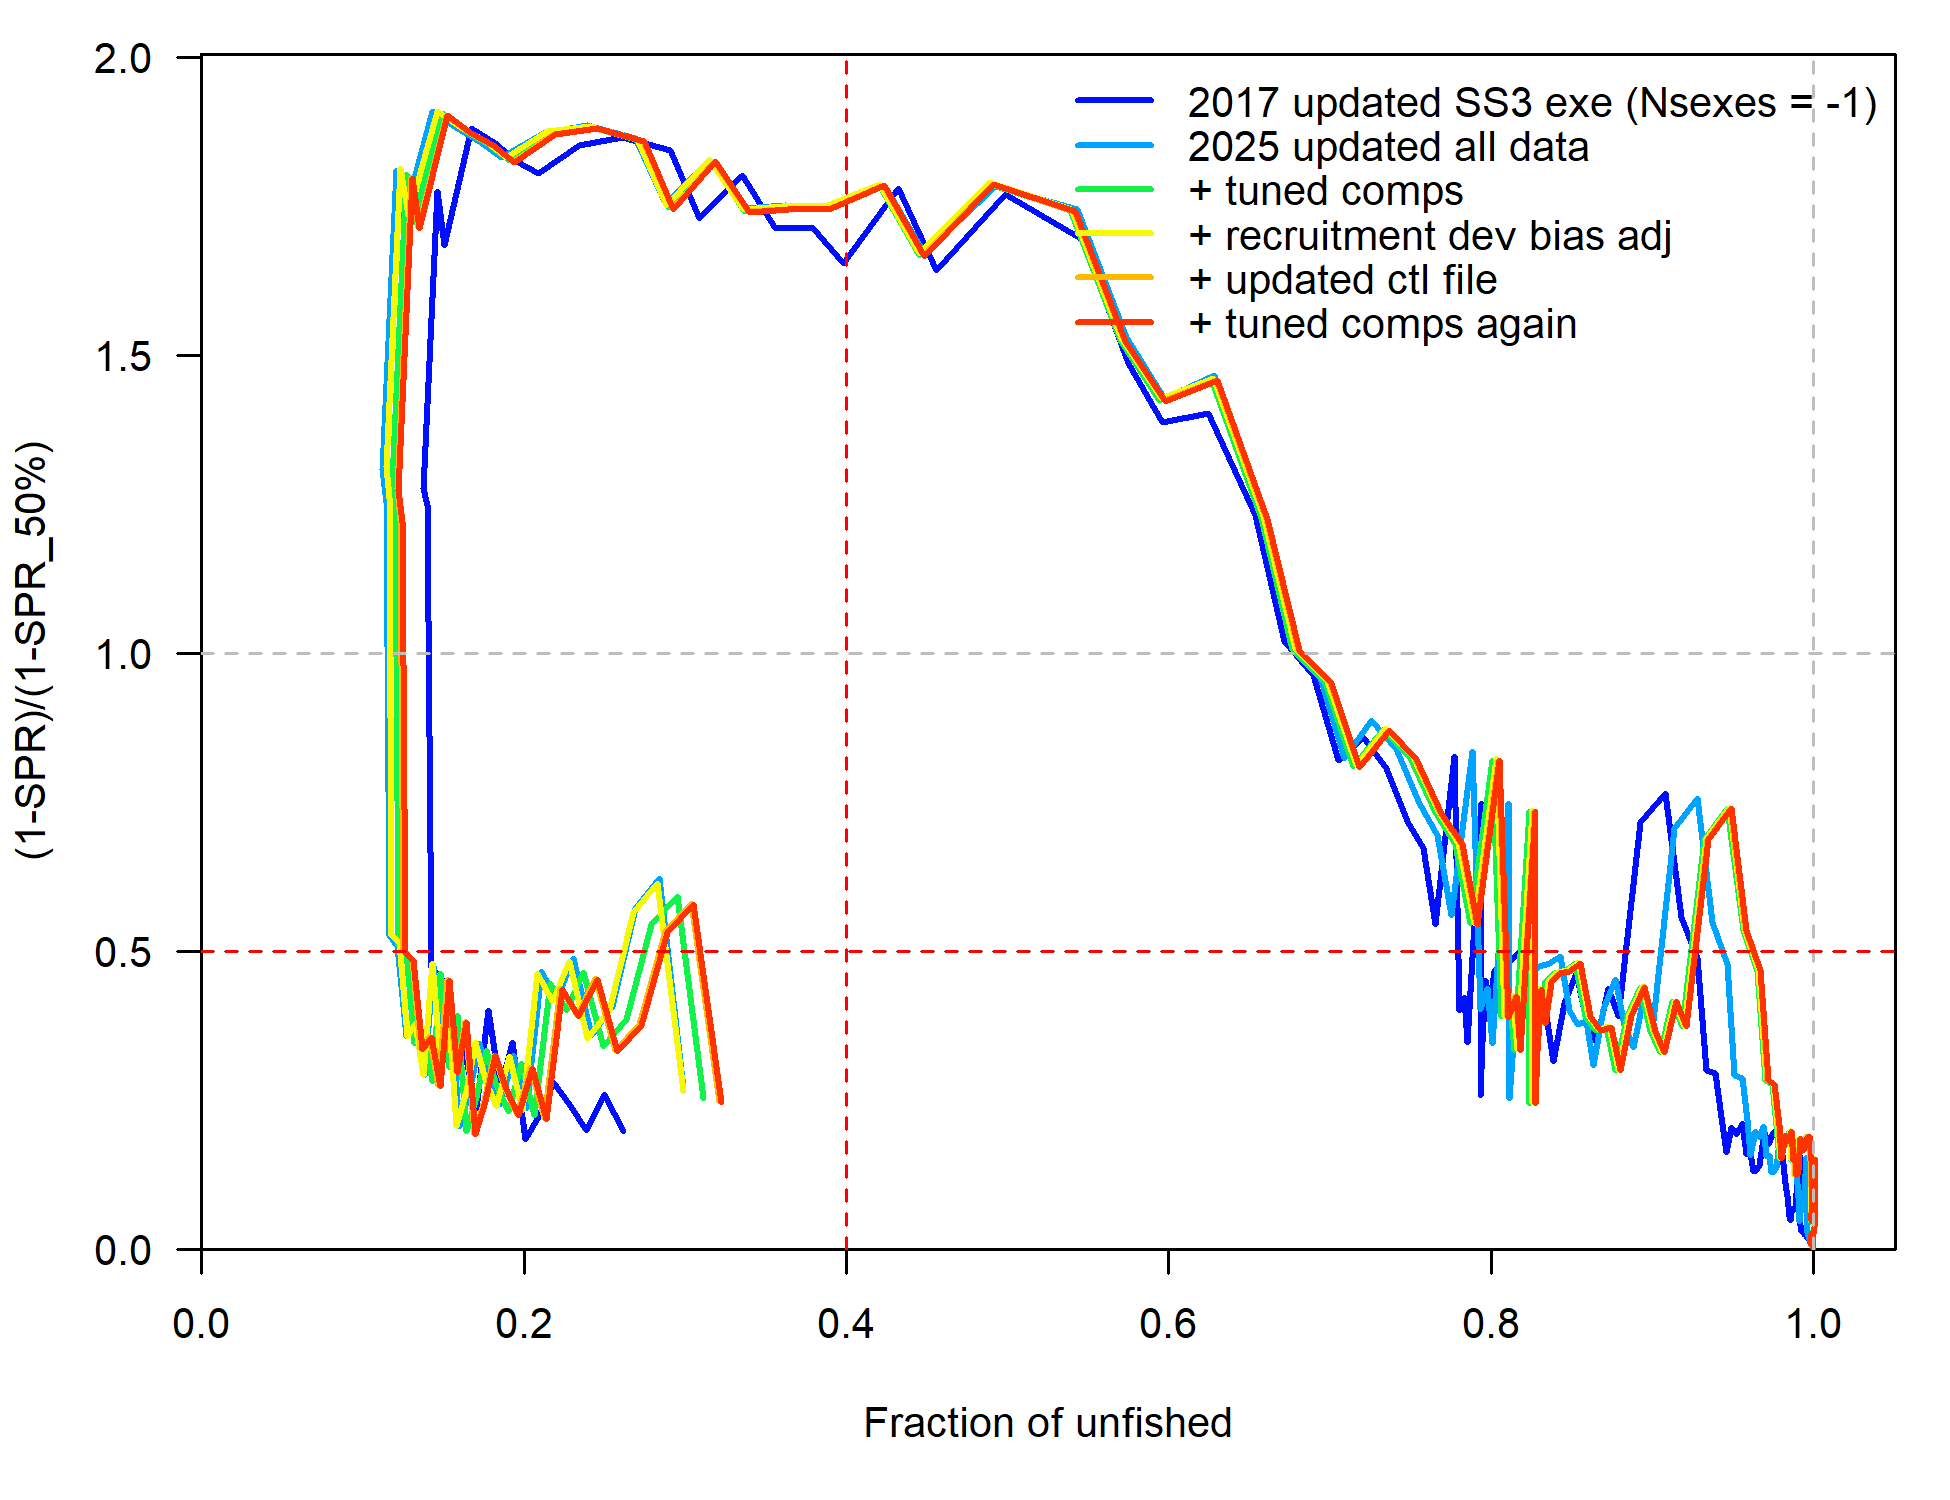 2.0
1.5
1.0
0.5
0.0
(1-SPR)/(1-SPR_50%)
2017 updated SS3 exe (Nsexes = -1)
2025 updated all data
+ tuned comps
+ recruitment dev bias adj
+ updated ctl file
+ tuned comps again
0.0 0.2 0.4 0.6 0.8 1.0
Fraction of unfished